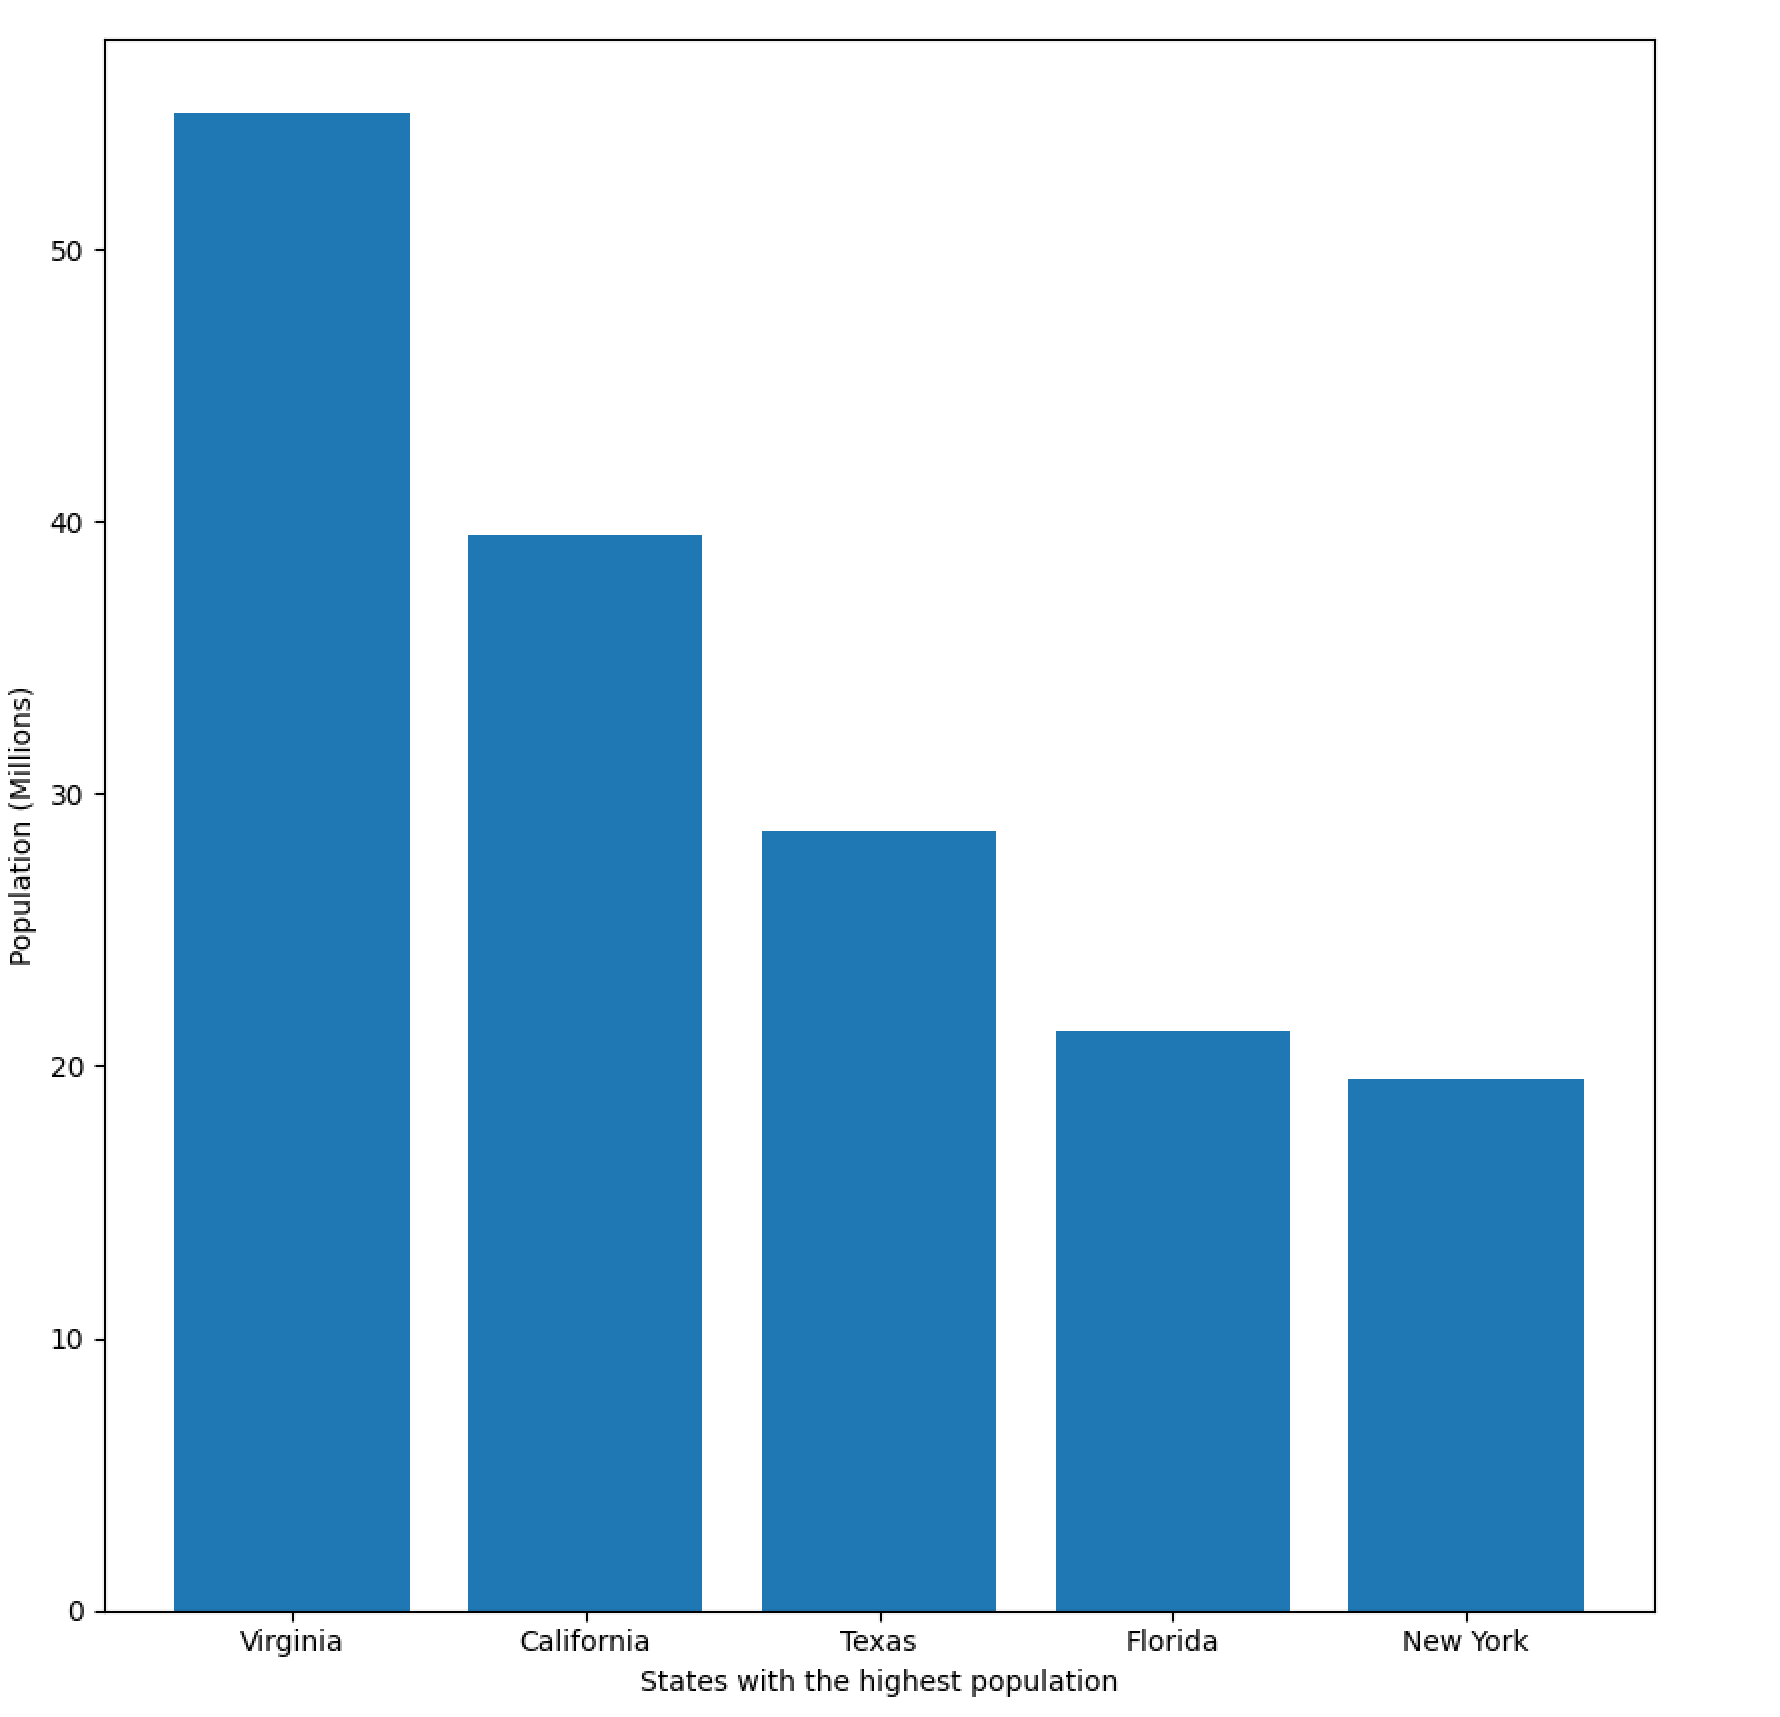 Population (Millions)
50
40
30
20
10
0
Virginia
California
Texas
Florida
New York
States with the highest population